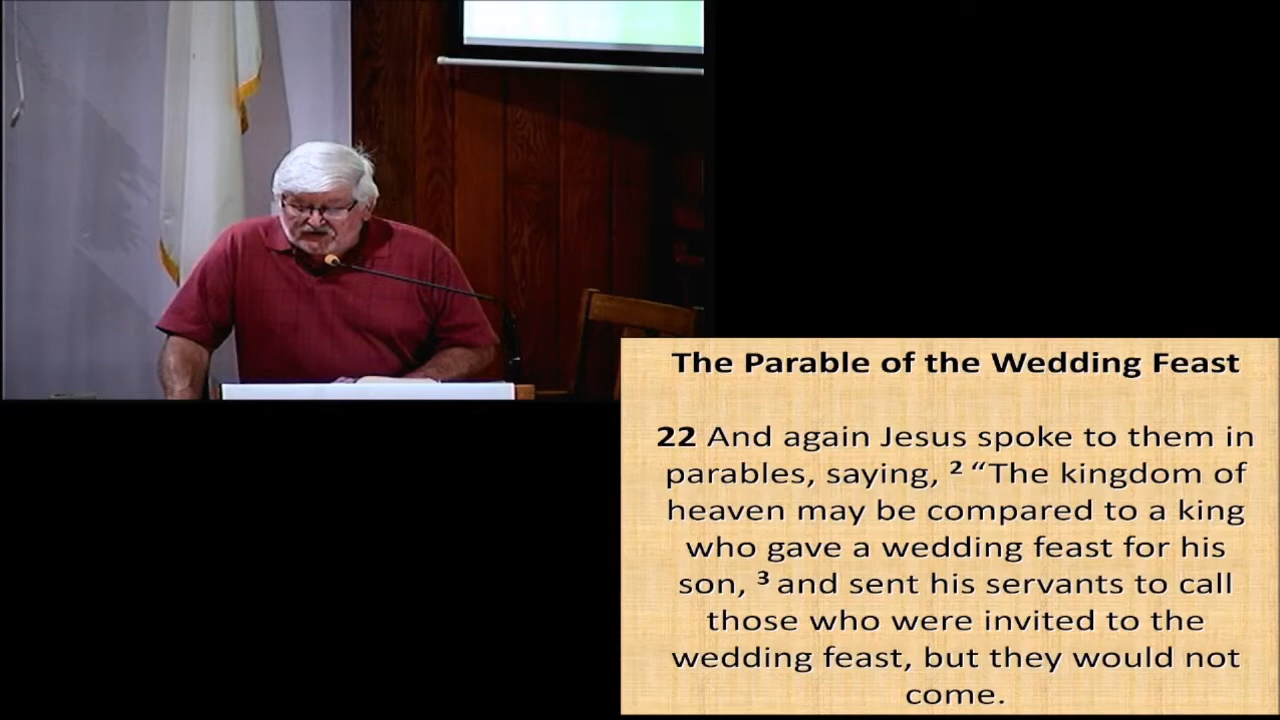 The Parable of the Wedding Feast
22 And again Jesus spoke to them in
parables, saying, ² “The kingdom of
heaven may be compared to a king
who gave a wedding feast for his
son, ³ and sent his servants to call
those who were invited to the
wedding feast, but they would not
come.